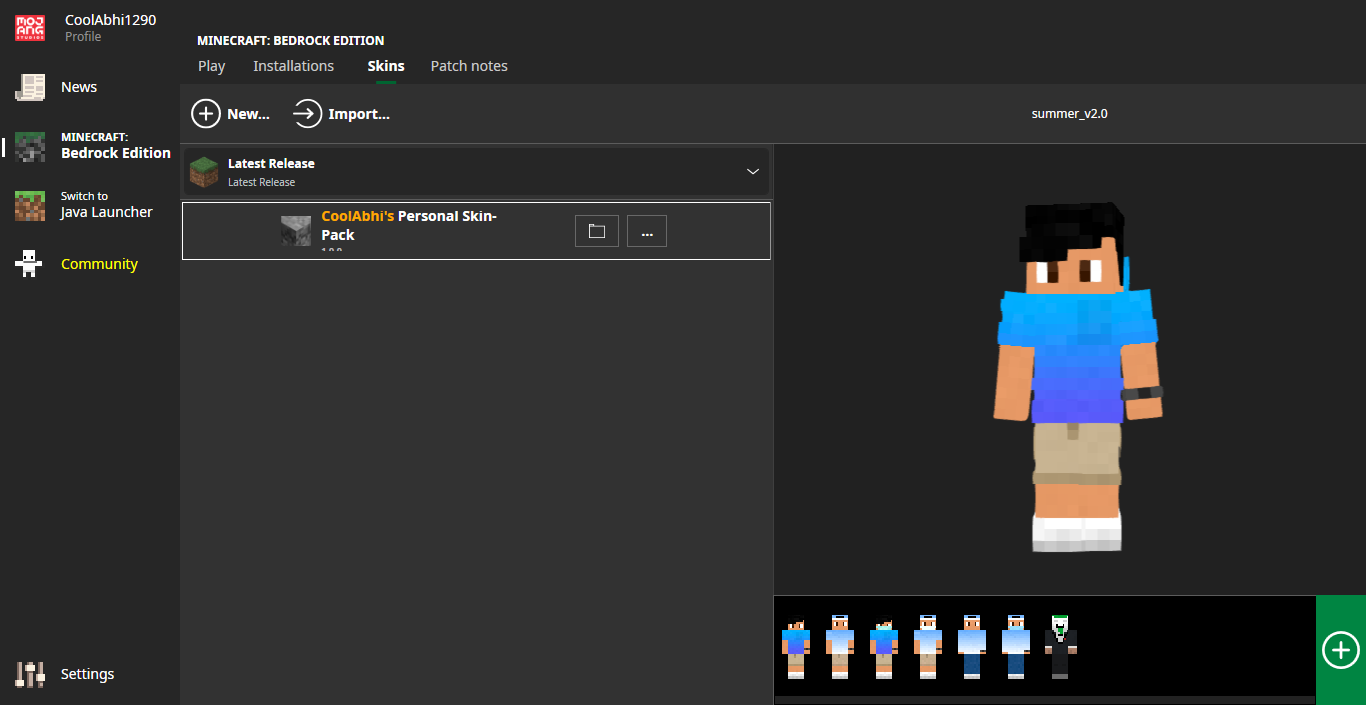 MOJ
ANG
STUDIOS
CoolAbhi1290
Profile
News
MINECRAFT:
Bedrock Edition
Switch to
Java Launcher
Community
Settings
MINECRAFT: BEDROCK EDITION
Play Installations Skins Patch notes
New... Import...
Latest Release
Latest Release
CoolAbhi's Personal Skin-
Pack
...
summer_v2.0